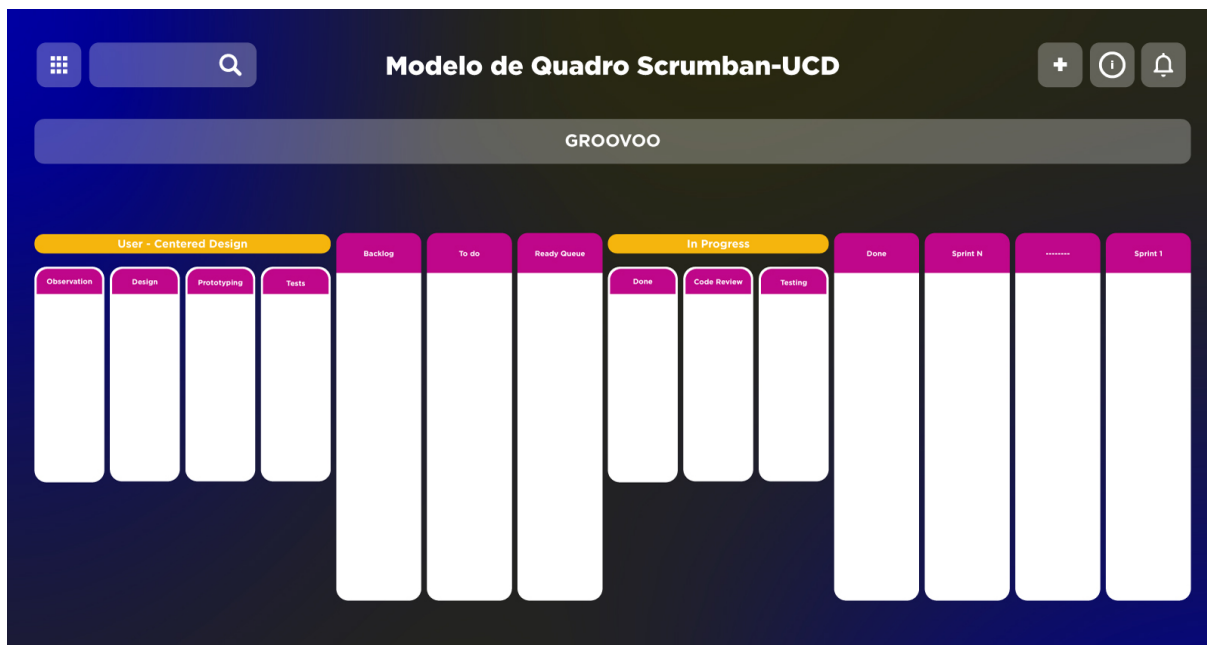 Modelo de Quadro Scrumban-UCD
GROOVOO
User - Centered Design
Observation
Design
Prototyping
Tests
Backlog
To do
Ready Queue
In Progress
Done
Code Review
Testing
Done
Sprint N
--------
Sprint 1